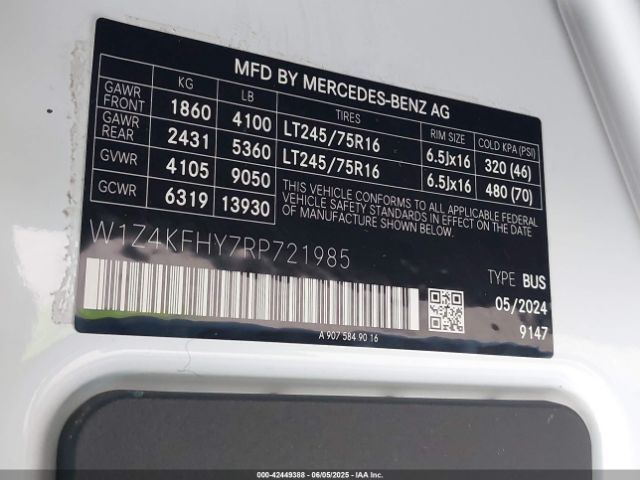 MFD BY MERCEDES-BENZ AG
KG LB TIRES RIM SIZE COLD KPA (PSI)
GAWR FRONT 1860 4100 LT245/75R16 6.5Jx16 320 (46)
GAWR REAR 2431 5360 LT245/75R16 6.5Jx16 480 (70)
GVWR 4105 9050
GCWR 6319 13930
THIS VEHICLE CONFORMS TO ALL APPLICABLE FEDERAL
VEHICLE SAFETY STANDARDS IN EFFECT ON THE DATE OF
MANUFACTURE SHOWN ABOVE.
W1Z4KFHY7RP721985
TYPE BUS
05/2024
9147
A 907 584 90 16
000-42449388 - 06/05/2025 - IAAI.COM